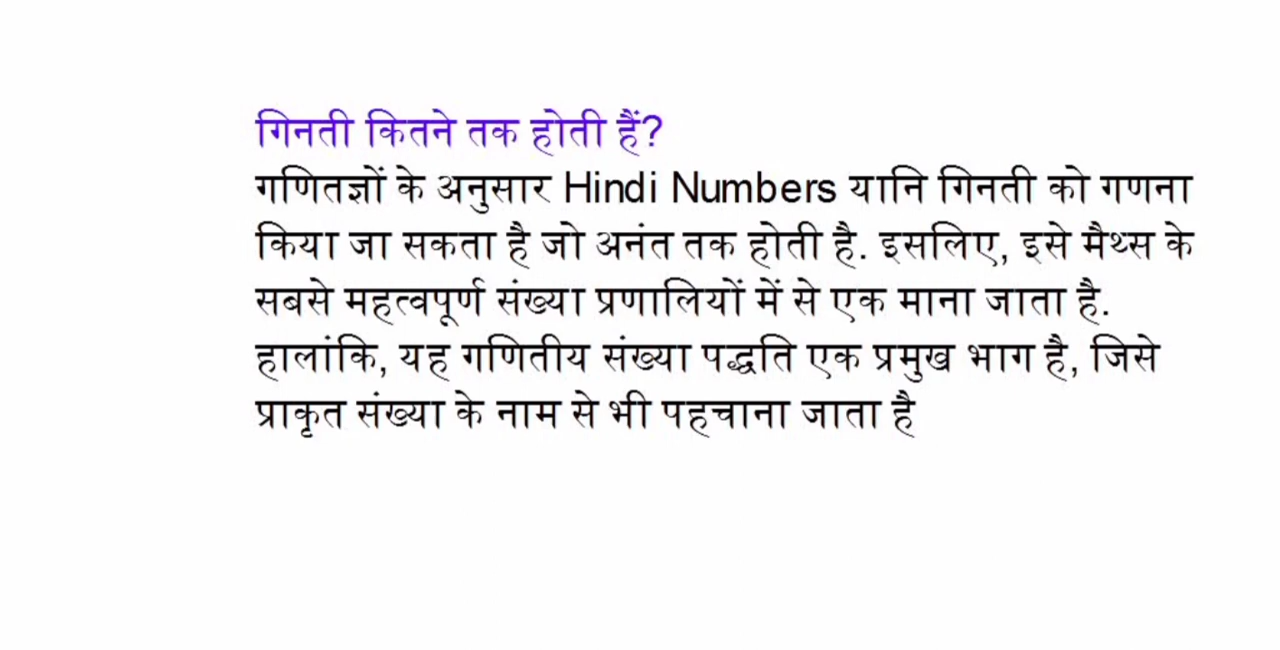 गिनती कितने तक होती हैं?
गणितज्ञों के अनुसार Hindi Numbers यानि गिनती को गणना
किया जा सकता है जो अनंत तक होती है. इसलिए, इसे मैथ्स के
सबसे महत्वपूर्ण संख्या प्रणालियों में से एक माना जाता है.
हालांकि, यह गणितीय संख्या पद्धति एक प्रमुख भाग है, जिसे
प्राकृत संख्या के नाम से भी पहचाना जाता है